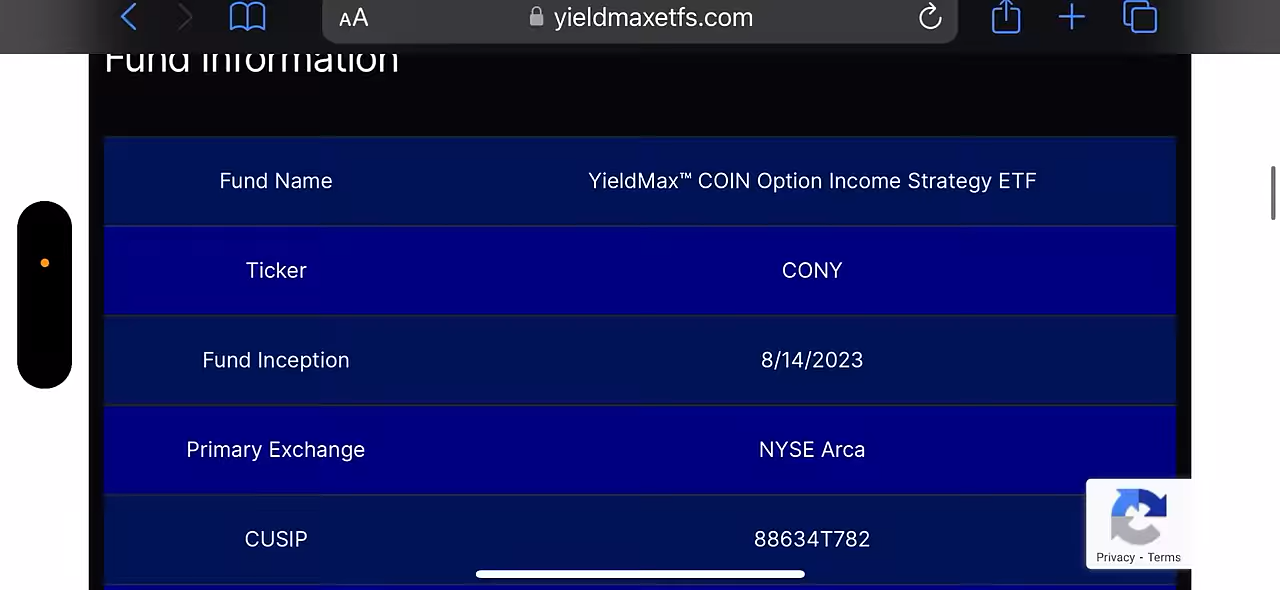 AA
yieldmaxetfs.com
Fund Information
Fund Name
YieldMax™ COIN Option Income Strategy ETF
Ticker
CONY
Fund Inception
8/14/2023
Primary Exchange
NYSE Arca
CUSIP
88634T782
Privacy - Terms